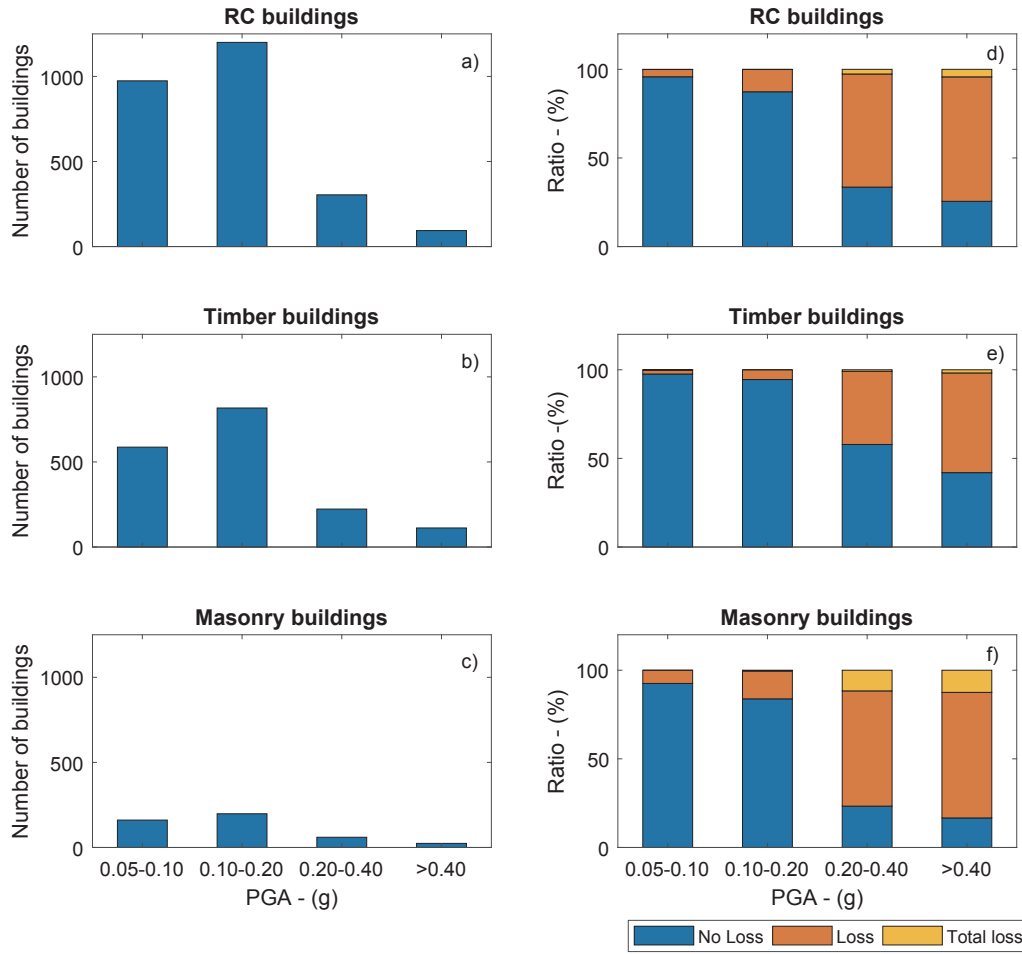 RC buildings
Number of buildings
1000
500
0
a)
RC buildings
Ratio - (%)
100
50
0
d)
Timber buildings
Number of buildings
1000
500
0
b)
Timber buildings
Ratio -(%)
100
50
0
e)
Masonry buildings
Number of buildings
1000
500
0
c)
0.05-0.10 0.10-0.20 0.20-0.40 >0.40
PGA - (g)
Masonry buildings
Ratio - (%)
100
50
0
f)
0.05-0.10 0.10-0.20 0.20-0.40 >0.40
PGA - (g)
No Loss Loss Total loss